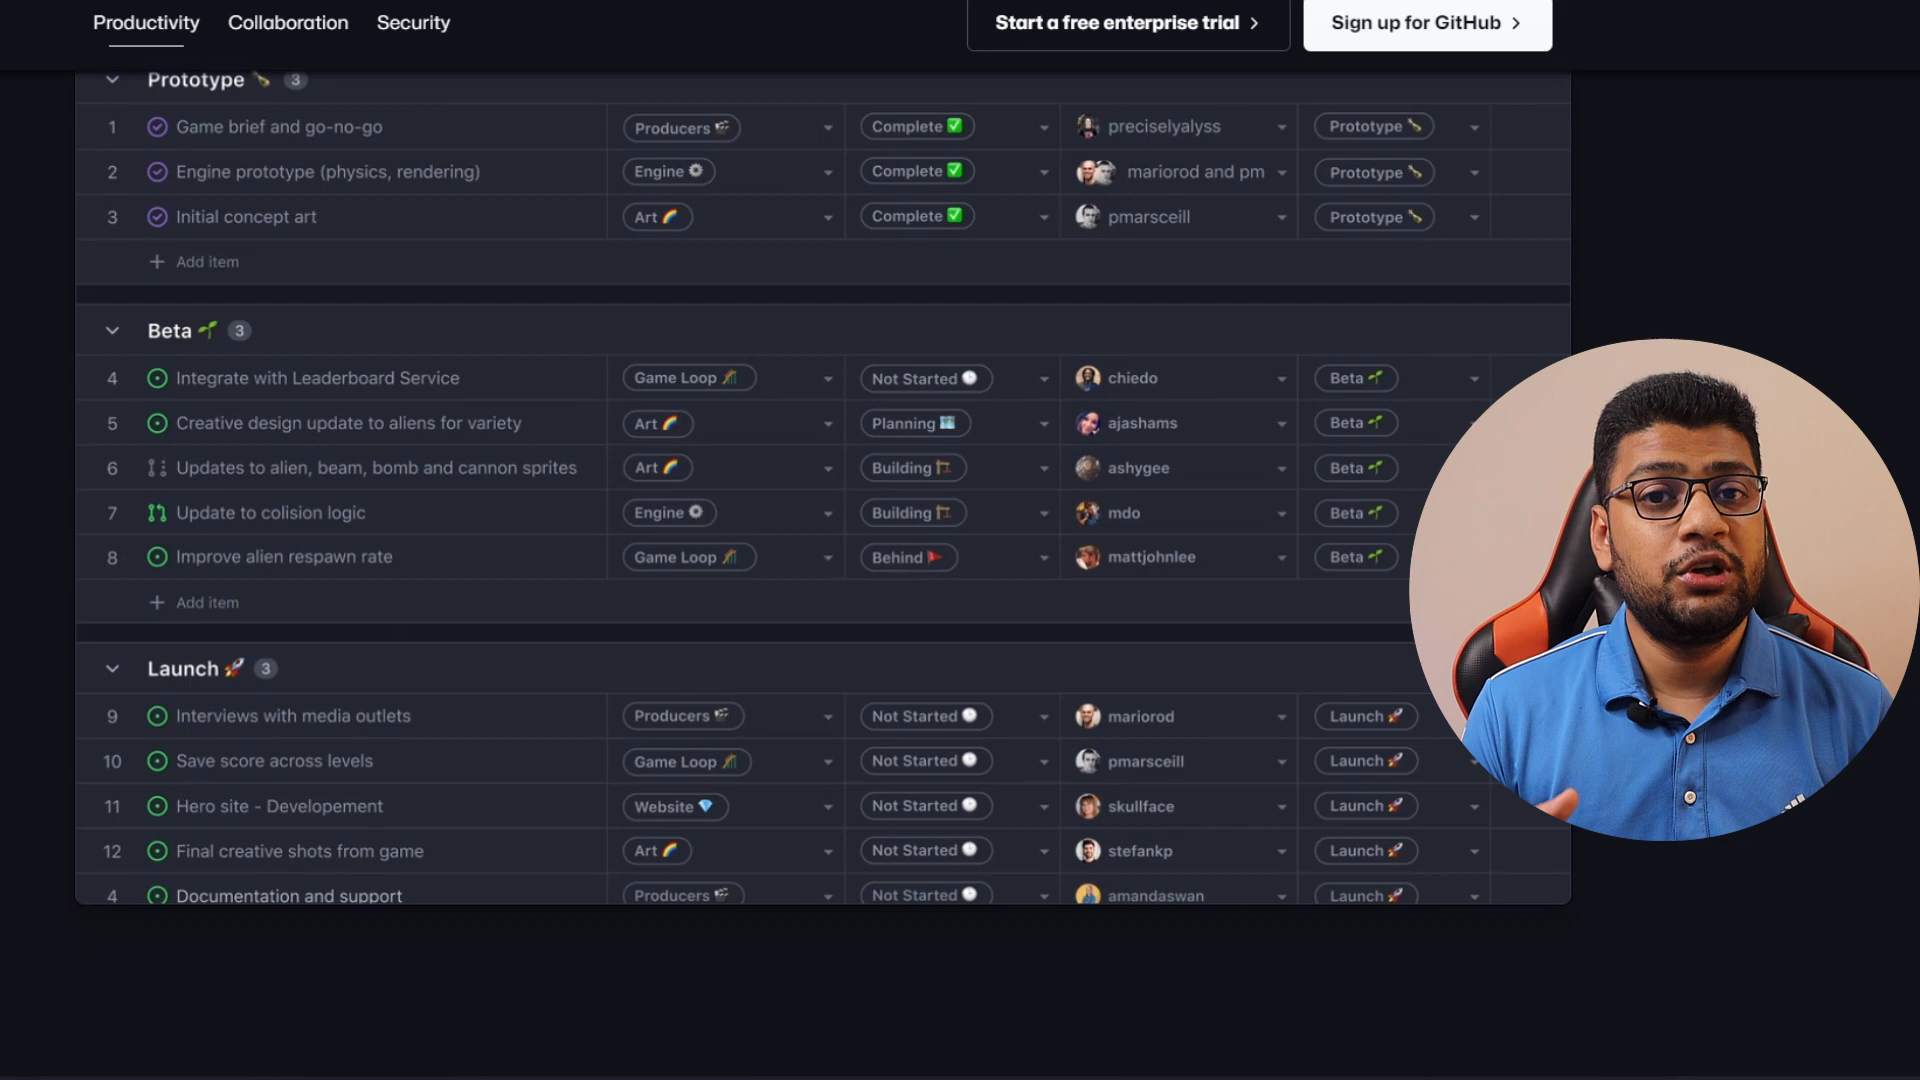 Productivity Collaboration Security Start a free enterprise trial Sign up for GitHub
Prototype 3
1 Game brief and go-no-go Producers Complete preciselyalyss Prototype
2 Engine prototype (physics, rendering) Engine Complete mariorod and pm Prototype
3 Initial concept art Art Complete pmarsceill Prototype
Add item
Beta 3
4 Integrate with Leaderboard Service Game Loop Not Started chiedo Beta
5 Creative design update to aliens for variety Art Planning ajashams Beta
6 Updates to alien, beam, bomb and cannon sprites Art Building ashygee Beta
7 Update to colision logic Engine Building mdo Beta
8 Improve alien respawn rate Game Loop Behind mattjohnlee Beta
Add item
Launch 3
9 Interviews with media outlets Producers Not Started mariorod Launch
10 Save score across levels Game Loop Not Started pmarsceill Launch
11 Hero site - Developement Website Not Started skullface Launch
12 Final creative shots from game Art Not Started stefankp Launch
4 Documentation and support Producers Not Started amandaswan Launch